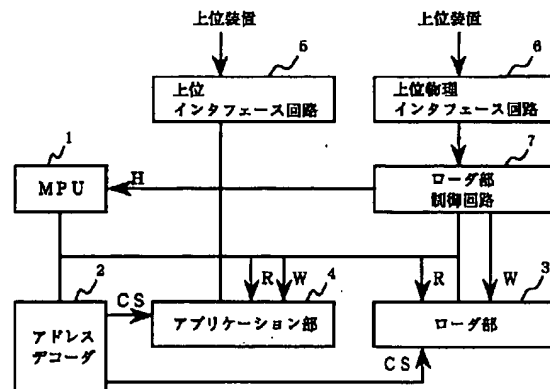 上位装置
上位装置
5
6
上位
インタフェース回路
上位物理
インタフェース回路
1
7
MPU
H
ローダ部
制御回路
2
CS
R
W
4
R
W
3
アドレス
デコーダ
アプリケーション部
ローダ部
CS